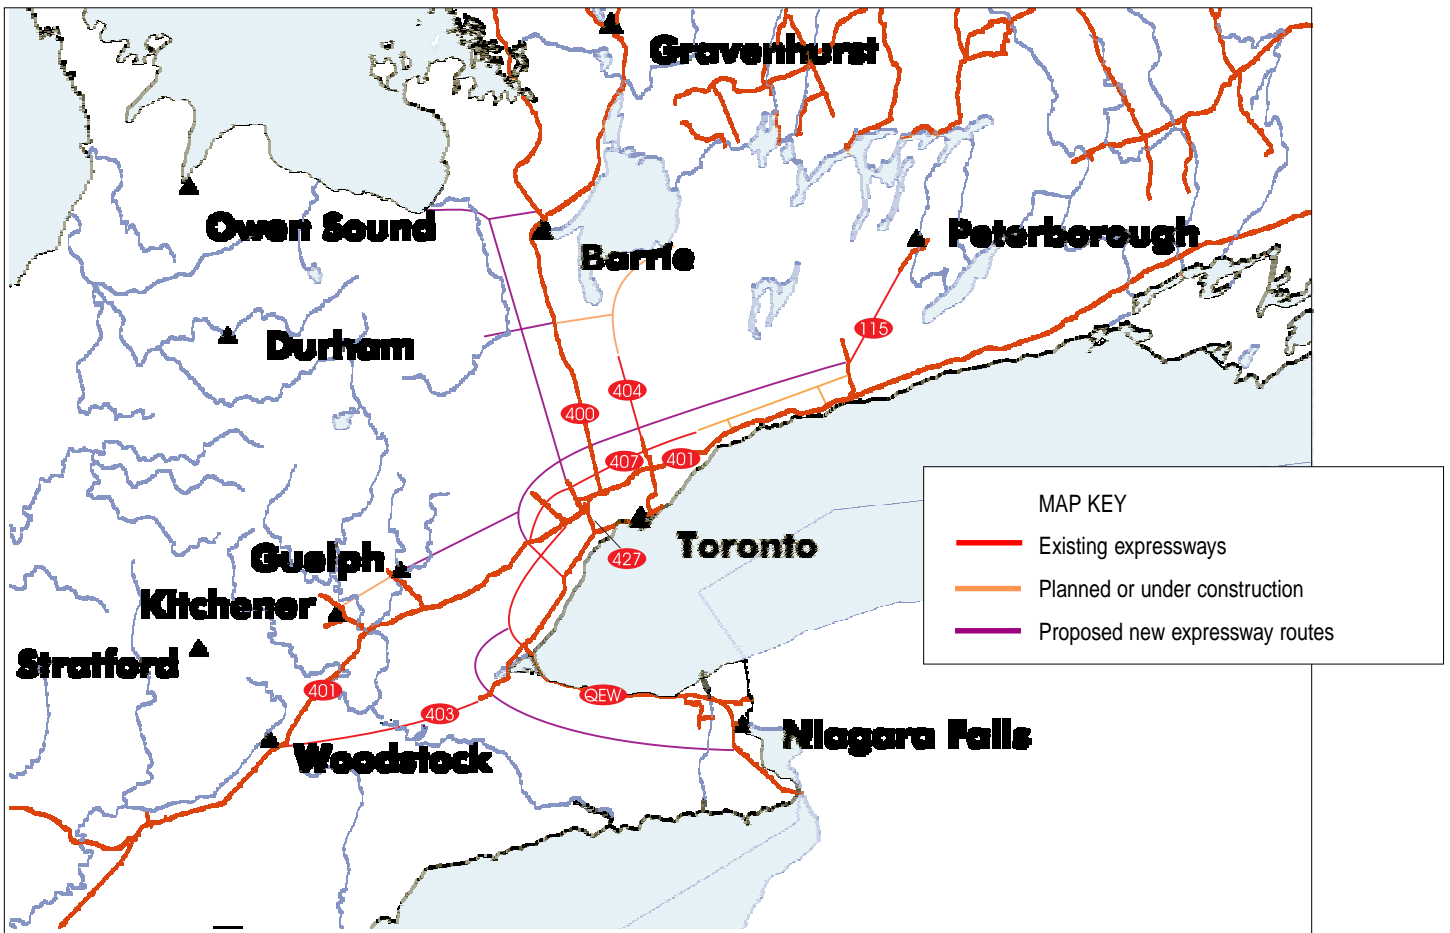 Gravenhurst
Owen Sound
Barrie
Peterborough
Durham
115
404
400
407
401
Guelph
Toronto
427
Kitchener
Stratford
401
QEW
403
Woodstock
Niagara Falls
MAP KEY
Existing expressways
Planned or under construction
Proposed new expressway routes